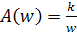 A(w) = k/w